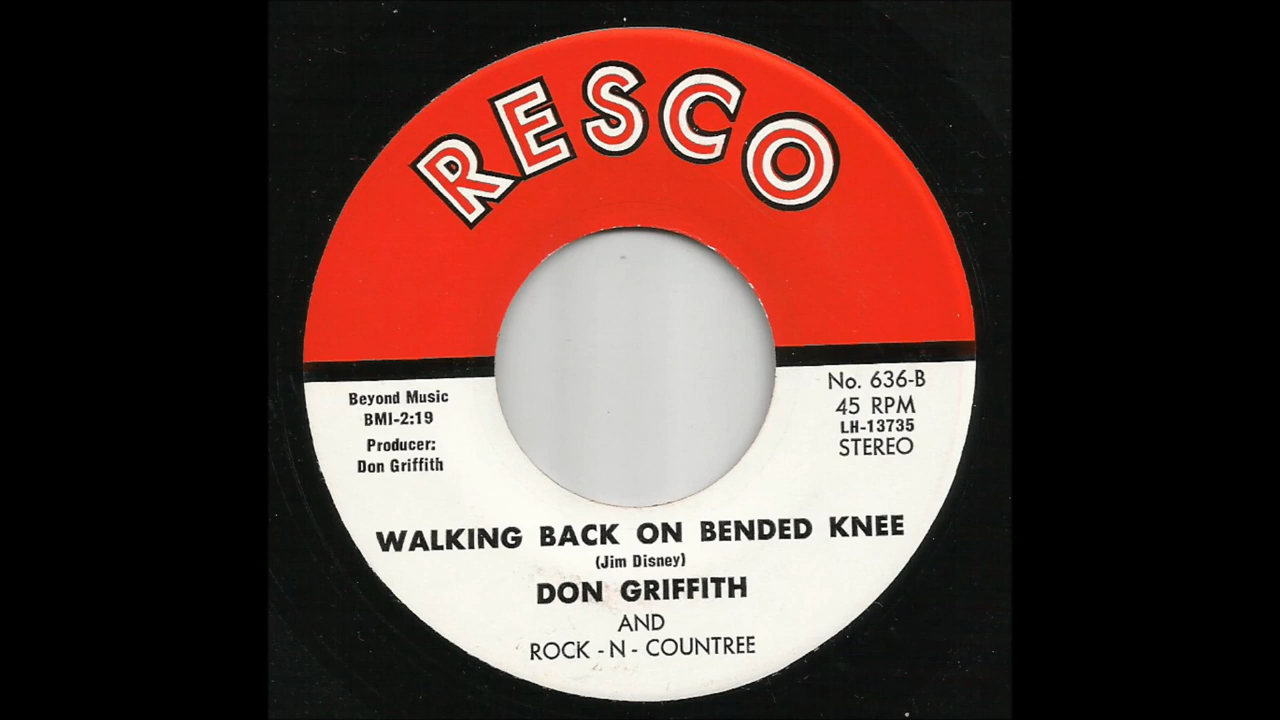 RESCO
Beyond Music
BMI-2:19
Producer:
Don Griffith
No. 636-B
45 RPM
LH-13735
STEREO
WALKING BACK ON BENDED KNEE
(Jim Disney)
DON GRIFFITH
AND
ROCK -N- COUNTREE